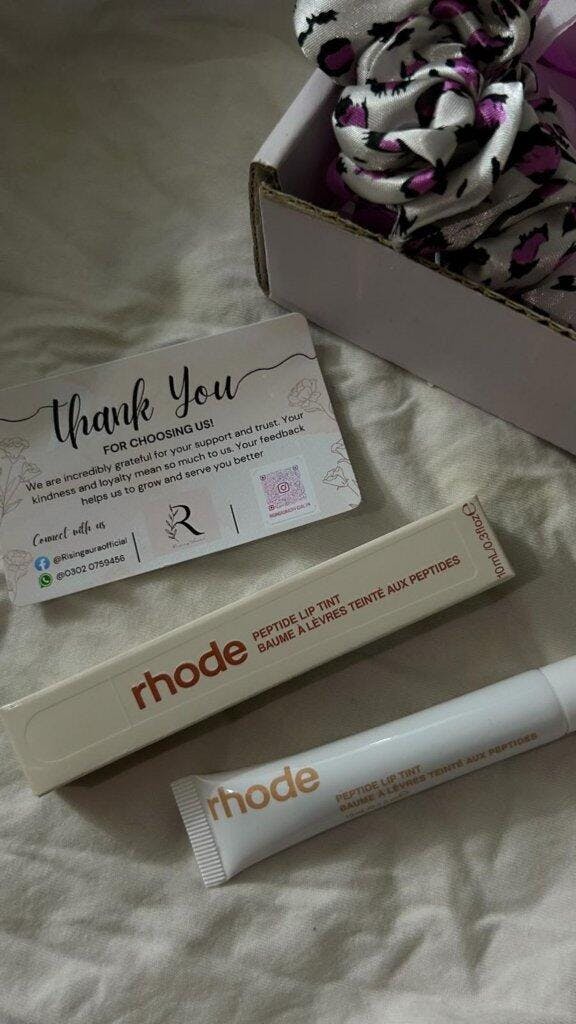 thank You
FOR CHOOSING US!
We are incredibly grateful for your support and trust. Your
kindness and loyalty mean so much to us. Your feedback
helps us to grow and serve you better
Connect with us
@Risingauraofficial
@0302 0759456
R
rhode
PEPTIDE LIP TINT
BAUME À LÈVRES TEINTÉ AUX PEPTIDES
10mL/0.3floz℮
rhode
PEPTIDE LIP TINT
BAUME À LÈVRES TEINTÉ AUX PEPTIDES